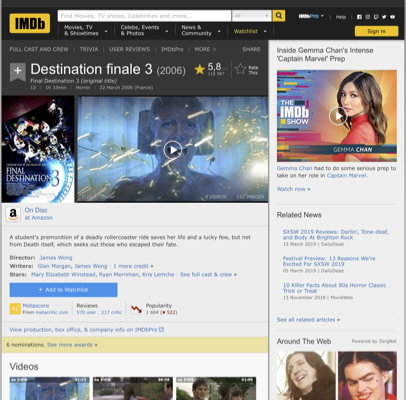 IMDb
Find Movies, TV shows, Celebrities and more...
All
IMDbPro
Help
Movies, TV
& Showtimes
Celebs, Events
& Photos
News &
Community
Watchlist
Sign in
FULL CAST AND CREW | TRIVIA | USER REVIEWS | IMDbPro | MORE
SHARE
Destination finale 3 (2006)
Final Destination 3 (original title)
12 | 1h 33min | Horror | 22 March 2006 (France)
5,8
Rate
This
FINAL
DESTINATION
3
VIDEOS
IMAGES
a
On Disc
at Amazon
A student's premonition of a deadly rollercoaster ride saves her life and a lucky few, but not
from Death itself, which seeks out those who escaped their fate.
Director: James Wong
Writers: Glen Morgan, James Wong | 1 more credit »
Stars: Mary Elizabeth Winstead, Ryan Merriman, Kris Lemche | See full cast & crew »
+ Add to Watchlist
Metascore
From metacritic.com
Reviews
570 user | 217 critic
Popularity
1 604 (522)
View production, box office, & company info on IMDbPro
6 nominations. See more awards »
Videos
Inside Gemma Chan's Intense
'Captain Marvel' Prep
THE
IMDb
SHOW
GEMMA CHAN
Gemma Chan had to do some serious prep
to take on her role in Captain Marvel.
Watch now »
Related News
SXSW 2019 Reviews: Darlin', Tone-deaf,
and Body At Brighton Rock
13 March 2019 | DailyDead
Festival Preview: 13 Reasons We're
Excited For SXSW 2019
05 March 2019 | DailyDead
10 Killer Facts About 80s Horror Classic
Trick or Treat
13 November 2018 | MovieWeb
See all related articles »
Around The Web
Powered by ZergNet